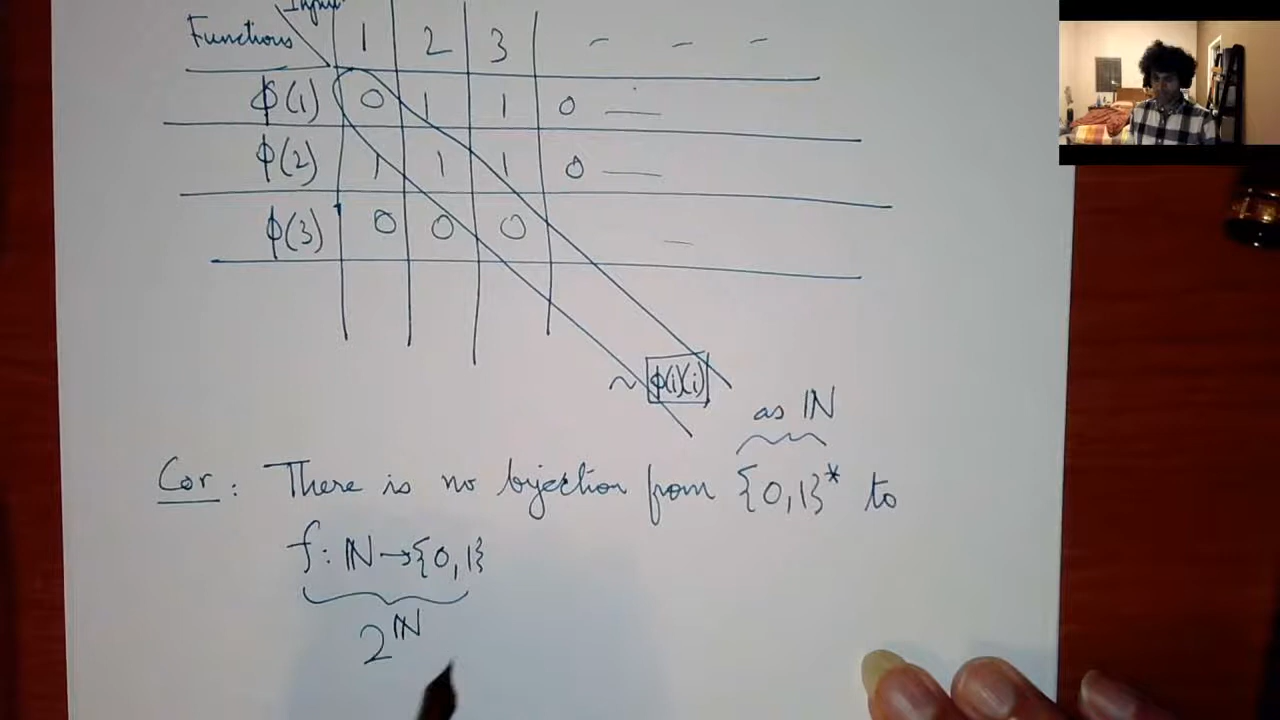 Input
Functions 1 2 3 - - -
ϕ(1) 0 1 1 0 —
ϕ(2) 1 1 1 0 —
ϕ(3) 0 0 0 —
~ ϕ(i)(i)
as ℕ
Cor: There is no bijection from {0,1}* to
f: ℕ→{0,1}
2^ℕ